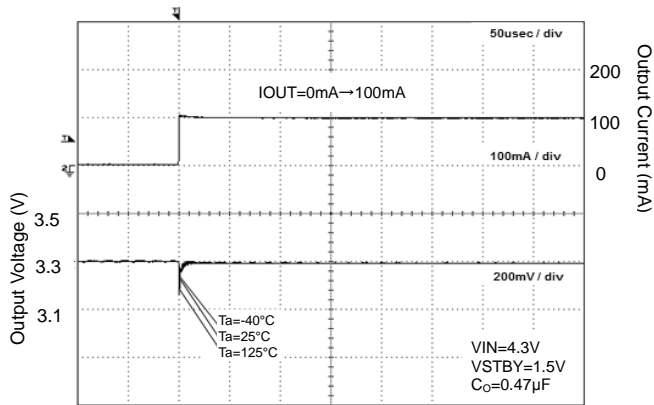 50usec / div
IOUT=0mA→100mA
200
100
0
Output Current (mA)
100mA / div
Output Voltage (V)
3.5
3.3
3.1
200mV / div
Ta=-40°C
Ta=25°C
Ta=125°C
VIN=4.3V
VSTBY=1.5V
Co=0.47µF